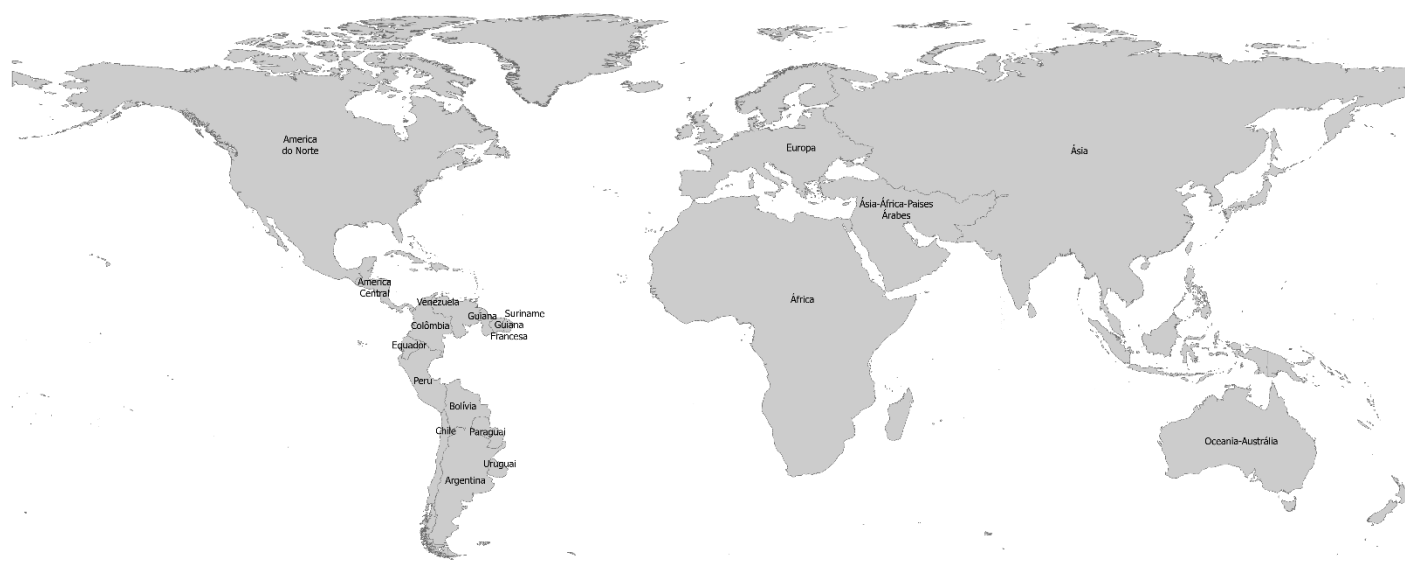 America
do Norte
Europa
Ásia
Ásia-África-Paises
Árabes
América
Central
África
Venezuela
Guiana
Suriname
Guiana
Francesa
Colômbia
Equador
Peru
Bolívia
Chile
Paraguai
Oceania-Austrália
Uruguai
Argentina